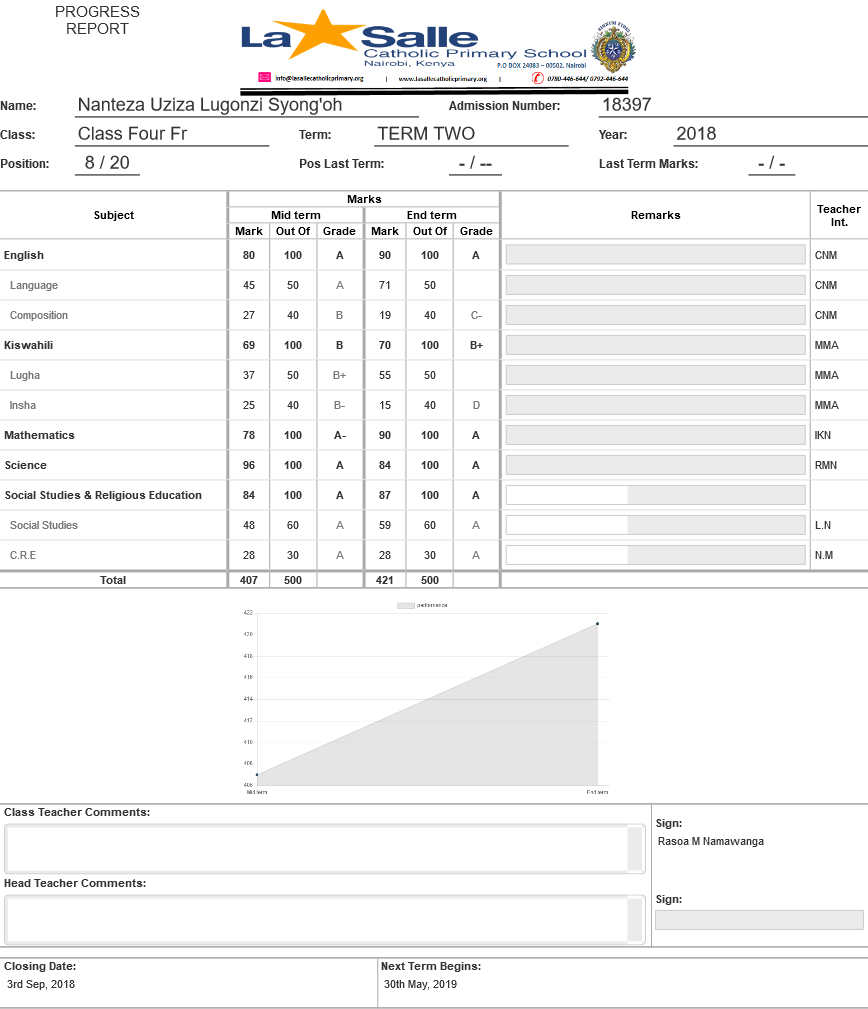 PROGRESS
REPORT
La Salle
Catholic Primary School
Nairobi, Kenya
P.O BOX 24083 – 00502, Nairobi
info@lasallecatholicprimary.org | www.lasallecatholicprimary.org | 0780-446-644/ 0792-446-644
Name: Nanteza Uziza Lugonzi Syong'oh Admission Number: 18397
Class: Class Four Fr Term: TERM TWO Year: 2018
Position: 8 / 20 Pos Last Term: - / -- Last Term Marks: - / -
Subject Marks Remarks Teacher Int.
Mid term End term
Mark Out Of Grade Mark Out Of Grade
English 80 100 A 90 100 A CNM
Language 45 50 A 71 50 CNM
Composition 27 40 B 19 40 C- CNM
Kiswahili 69 100 B 70 100 B+ MMA
Lugha 37 50 B+ 55 50 MMA
Insha 25 40 B- 15 40 D MMA
Mathematics 78 100 A- 90 100 A IKN
Science 96 100 A 84 100 A RMN
Social Studies & Religious Education 84 100 A 87 100 A
Social Studies 48 60 A 59 60 A L.N
C.R.E 28 30 A 28 30 A N.M
Total 407 500 421 500
performance
422
420
418
416
414
412
410
408
406
Mid term End term
Class Teacher Comments:
Sign:
Rasoa M Namawanga
Head Teacher Comments:
Sign:
Closing Date: Next Term Begins:
3rd Sep, 2018 30th May, 2019